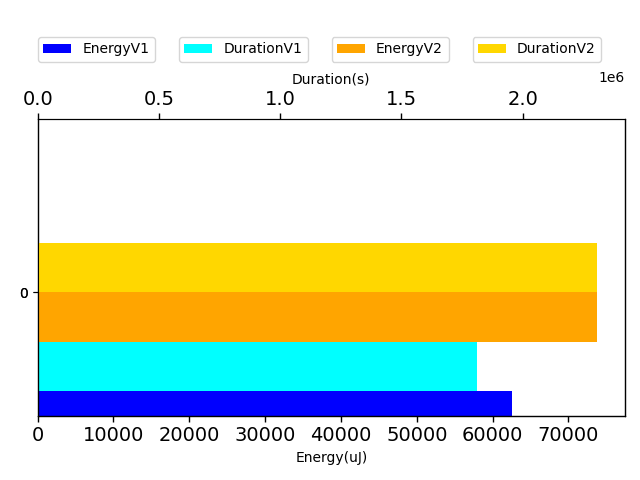 EnergyV1 DurationV1 EnergyV2 DurationV2
Duration(s)
1e6
0.0 0.5 1.0 1.5 2.0
0
0 10000 20000 30000 40000 50000 60000 70000
Energy(uJ)